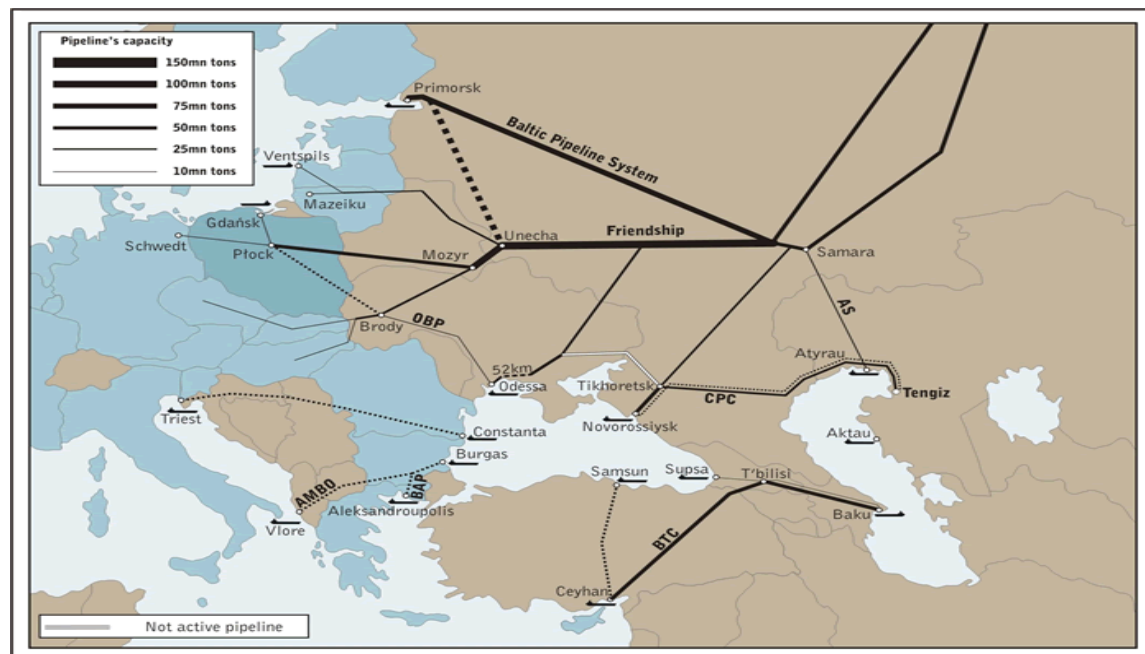 Pipeline's capacity
150mn tons
100mn tons
75mn tons
50mn tons
25mn tons
10mn tons
Primorsk
Baltic Pipeline System
Ventspils
Mazeiku
Gdańsk
Schwedt
Płock
Unecha
Friendship
Mozyr
Samara
AS
OBP
Brody
52km
Odessa
Atyrau
Tikhoretsk
Tengiz
CPC
Triest
Novorossiysk
Constanta
Aktau
Burgas
Samsun
Supsa
T'bilisi
AMBO
BAP
Aleksandroupolis
Baku
Vlore
BTC
Ceyhan
Not active pipeline